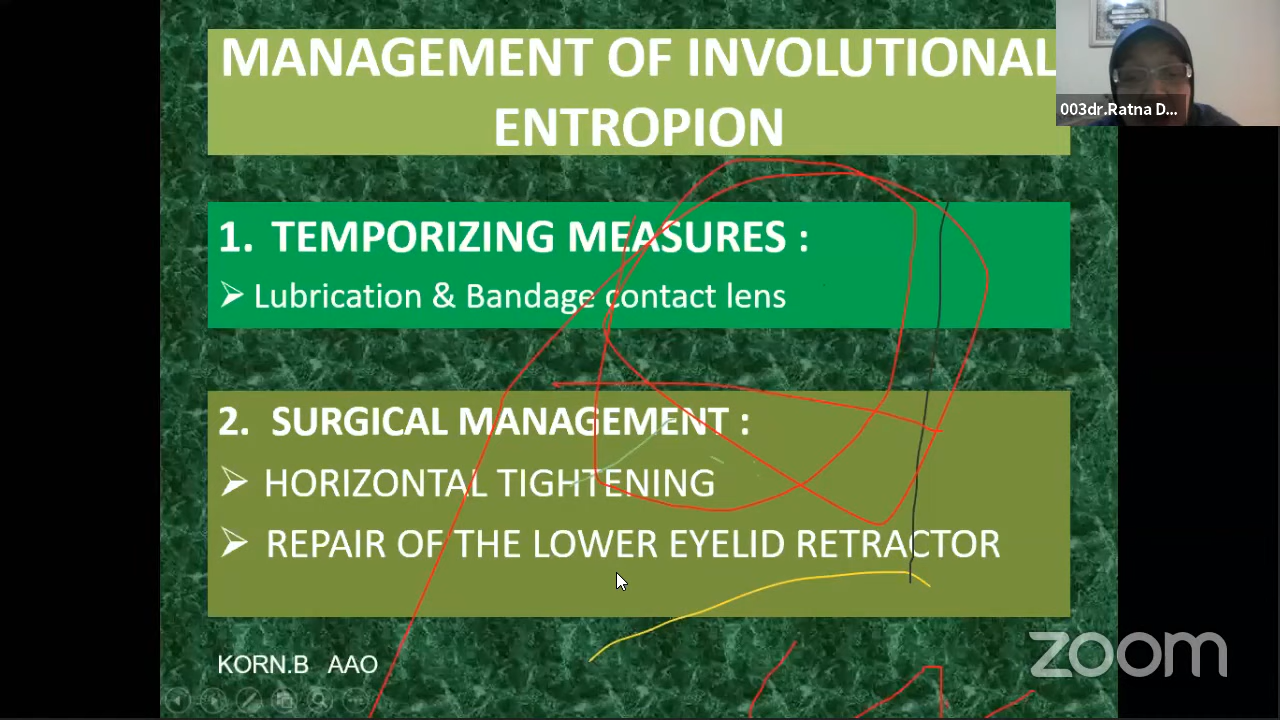 MANAGEMENT OF INVOLUTIONAL
ENTROPION
003dr.Ratna D...
1. TEMPORIZING MEASURES :
➢ Lubrication & Bandage contact lens
2. SURGICAL MANAGEMENT :
➢ HORIZONTAL TIGHTENING
➢ REPAIR OF THE LOWER EYELID RETRACTOR
KORN.B AAO
zoom